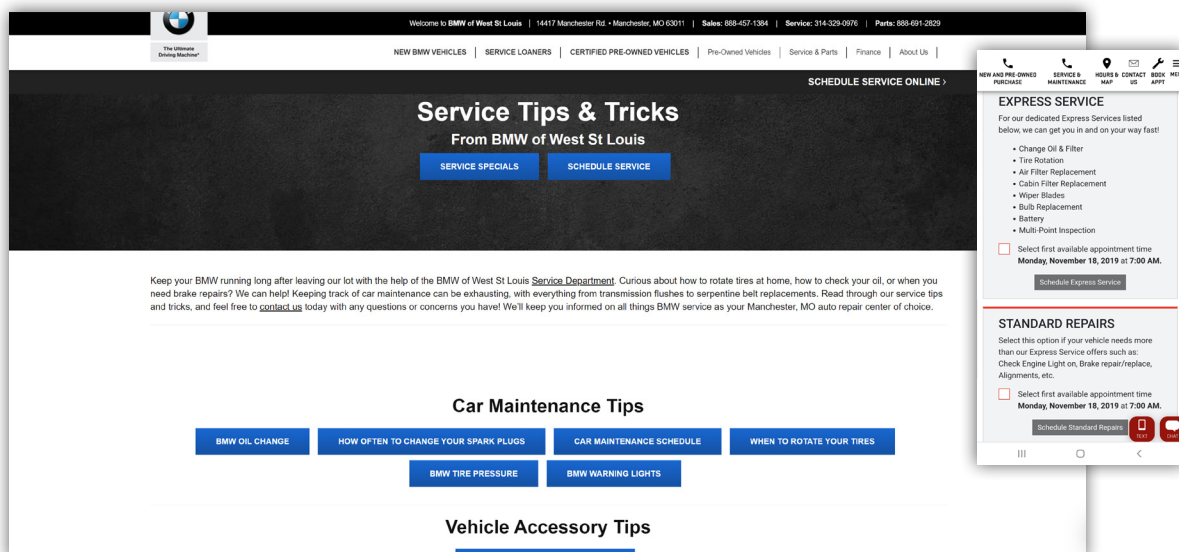 Welcome to BMW of West St Louis | 14417 Manchester Rd. • Manchester, MO 63011 | Sales: 888-457-1384 | Service: 314-329-0976 | Parts: 888-691-2829
The Ultimate
Driving Machine®
NEW BMW VEHICLES | SERVICE LOANERS | CERTIFIED PRE-OWNED VEHICLES | Pre-Owned Vehicles | Service & Parts | Finance | About Us |
SCHEDULE SERVICE ONLINE ›
Service Tips & Tricks
From BMW of West St Louis
SERVICE SPECIALS
SCHEDULE SERVICE
Keep your BMW running long after leaving our lot with the help of the BMW of West St Louis Service Department. Curious about how to rotate tires at home, how to check your oil, or when you
need brake repairs? We can help! Keeping track of car maintenance can be exhausting, with everything from transmission flushes to serpentine belt replacements. Read through our service tips
and tricks, and feel free to contact us today with any questions or concerns you have! We'll keep you informed on all things BMW service as your Manchester, MO auto repair center of choice.
Car Maintenance Tips
BMW OIL CHANGE
HOW OFTEN TO CHANGE YOUR SPARK PLUGS
CAR MAINTENANCE SCHEDULE
WHEN TO ROTATE YOUR TIRES
BMW TIRE PRESSURE
BMW WARNING LIGHTS
Vehicle Accessory Tips
NEW AND PRE-OWNED
PURCHASE
SERVICE &
MAINTENANCE
HOURS &
MAP
CONTACT
US
BOOK
APPT
EXPRESS SERVICE
For our dedicated Express Services listed
below, we can get you in and on your way fast!
• Change Oil & Filter
• Tire Rotation
• Air Filter Replacement
• Cabin Filter Replacement
• Wiper Blades
• Bulb Replacement
• Battery
• Multi-Point Inspection
Select first available appointment time
Monday, November 18, 2019 at 7:00 AM.
Schedule Express Service
STANDARD REPAIRS
Select this option if your vehicle needs more
than our Express Service offers such as:
Check Engine Light on, Brake repair/replace,
Alignments, etc.
Select first available appointment time
Monday, November 18, 2019 at 7:00 AM.
Schedule Standard Repairs
TEXT
CHAT